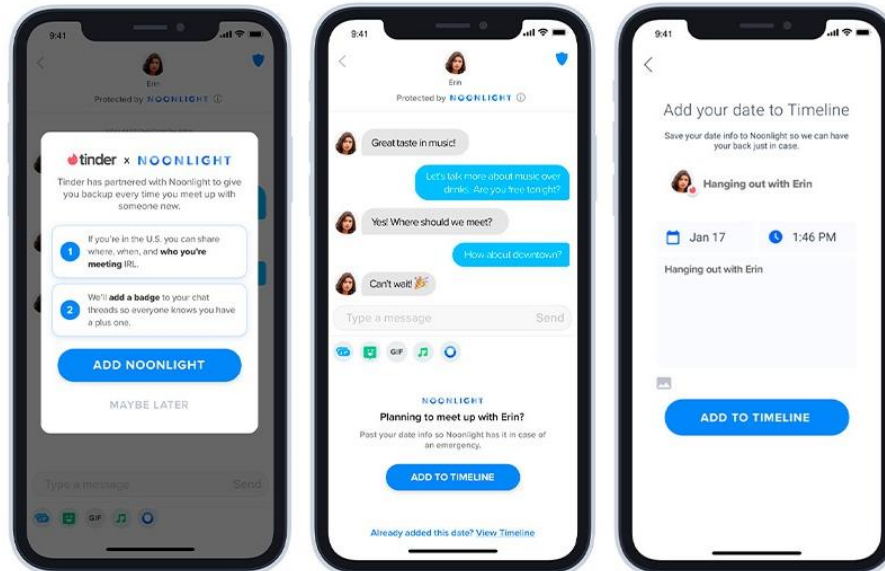 9:41
Erin
Protected by NOONLIGHT
tinder x NOONLIGHT
Tinder has partnered with Noonlight to give
you backup every time you meet up with
someone new.
1
If you're in the U.S. you can share
where, when, and who you're
meeting IRL.
2
We'll add a badge to your chat
threads so everyone knows you have
a plus one.
ADD NOONLIGHT
MAYBE LATER
Type a message Send
GIF
9:41
Erin
Protected by NOONLIGHT
Great taste in music!
Let's talk more about music over
drinks. Are you free tonight?
Yes! Where should we meet?
How about downtown?
Can't wait! 🎉
Type a message Send
GIF
NOONLIGHT
Planning to meet up with Erin?
Post your date info so Noonlight has it in case of
an emergency.
ADD TO TIMELINE
Already added this date? View Timeline
9:41
Add your date to Timeline
Save your date info to Noonlight so we can have
your back just in case.
Hanging out with Erin
Jan 17 1:46 PM
Hanging out with Erin
ADD TO TIMELINE